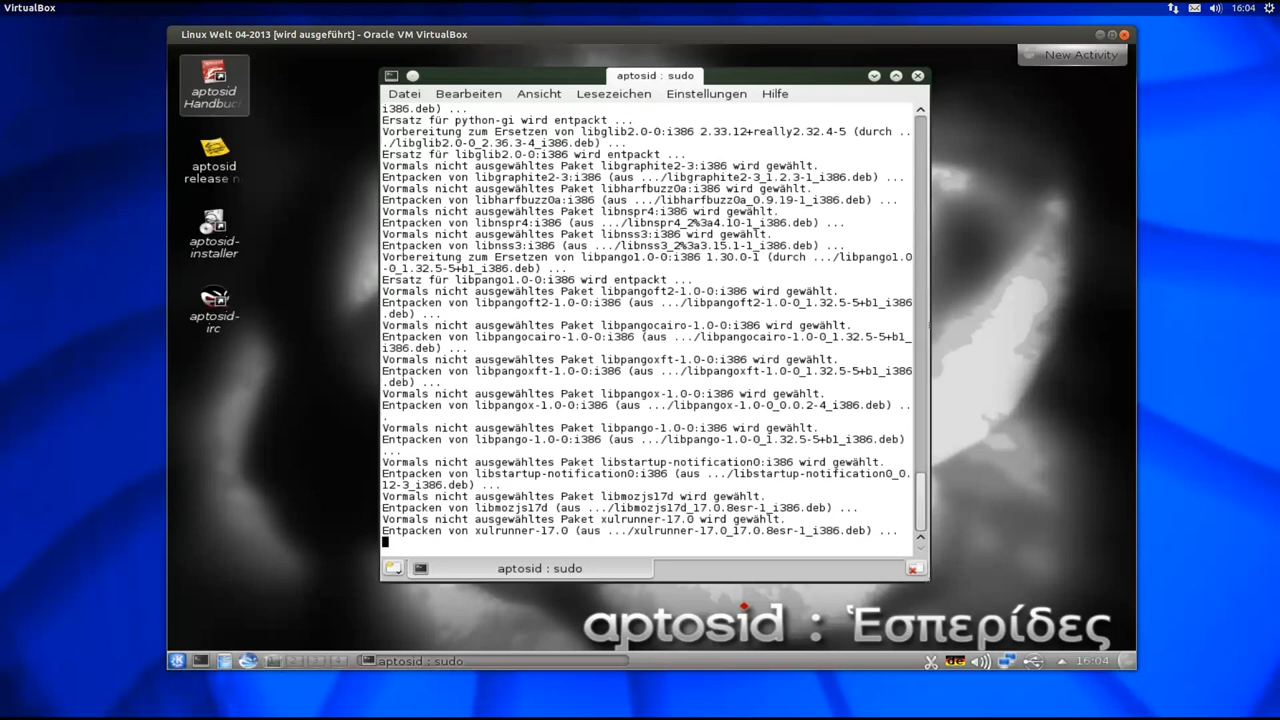 VirtualBox
16:04
Linux Welt 04-2013 [wird ausgeführt] - Oracle VM VirtualBox
New Activity
aptosid
Handbuc
aptosid
release n
aptosid-
installer
aptosid-
irc
aptosid : sudo
Datei Bearbeiten Ansicht Lesezeichen Einstellungen Hilfe
i386.deb) ...
Ersatz für python-gi wird entpackt ...
Vorbereitung zum Ersetzen von libglib2.0-0:i386 2.33.12+really2.32.4-5 (durch ..
./libglib2.0-0_2.36.3-4_i386.deb) ...
Ersatz für libglib2.0-0:i386 wird entpackt ...
Vormals nicht ausgewähltes Paket libgraphite2-3:i386 wird gewählt.
Entpacken von libgraphite2-3:i386 (aus .../libgraphite2-3_1.2.3-1_i386.deb) ...
Vormals nicht ausgewähltes Paket libharfbuzz0a:i386 wird gewählt.
Entpacken von libharfbuzz0a:i386 (aus .../libharfbuzz0a_0.9.19-1_i386.deb) ...
Vormals nicht ausgewähltes Paket libnspr4:i386 wird gewählt.
Entpacken von libnspr4:i386 (aus .../libnspr4_2%3a4.10-1_i386.deb) ...
Vormals nicht ausgewähltes Paket libnss3:i386 wird gewählt.
Entpacken von libnss3:i386 (aus .../libnss3_2%3a3.15.1-1_i386.deb) ...
Vorbereitung zum Ersetzen von libpango1.0-0:i386 1.30.0-1 (durch .../libpango1.0
-0_1.32.5-5+b1_i386.deb) ...
Ersatz für libpango1.0-0:i386 wird entpackt ...
Vormals nicht ausgewähltes Paket libpangoft2-1.0-0:i386 wird gewählt.
Entpacken von libpangoft2-1.0-0:i386 (aus .../libpangoft2-1.0-0_1.32.5-5+b1_i386
.deb) ...
Vormals nicht ausgewähltes Paket libpangocairo-1.0-0:i386 wird gewählt.
Entpacken von libpangocairo-1.0-0:i386 (aus .../libpangocairo-1.0-0_1.32.5-5+b1_
i386.deb) ...
Vormals nicht ausgewähltes Paket libpangoxft-1.0-0:i386 wird gewählt.
Entpacken von libpangoxft-1.0-0:i386 (aus .../libpangoxft-1.0-0_1.32.5-5+b1_i386
.deb) ...
Vormals nicht ausgewähltes Paket libpangox-1.0-0:i386 wird gewählt.
Entpacken von libpangox-1.0-0:i386 (aus .../libpangox-1.0-0_0.0.2-4_i386.deb) ..
.
Vormals nicht ausgewähltes Paket libpango-1.0-0:i386 wird gewählt.
Entpacken von libpango-1.0-0:i386 (aus .../libpango-1.0-0_1.32.5-5+b1_i386.deb)
...
Vormals nicht ausgewähltes Paket libstartup-notification0:i386 wird gewählt.
Entpacken von libstartup-notification0:i386 (aus .../libstartup-notification0_0.
12-3_i386.deb) ...
Vormals nicht ausgewähltes Paket libmozjs17d wird gewählt.
Entpacken von libmozjs17d (aus .../libmozjs17d_17.0.8esr-1_i386.deb) ...
Vormals nicht ausgewähltes Paket xulrunner-17.0 wird gewählt.
Entpacken von xulrunner-17.0 (aus .../xulrunner-17.0_17.0.8esr-1_i386.deb) ...
aptosid : sudo
aptosid : Ἑσπερίδες
2 3 4
aptosid : sudo
de
16:04